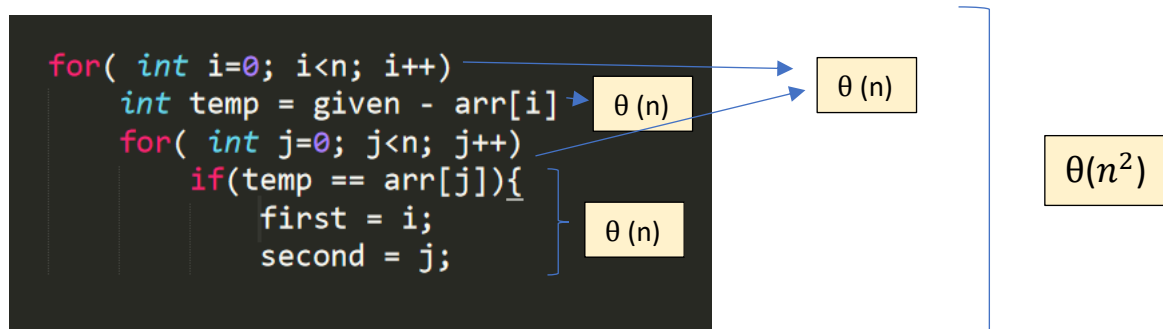 for( int i=0; i<n; i++)
int temp = given - arr[i]
for( int j=0; j<n; j++)
if(temp == arr[j]){
first = i;
second = j;
θ (n)
θ (n)
θ (n)
θ(n²)